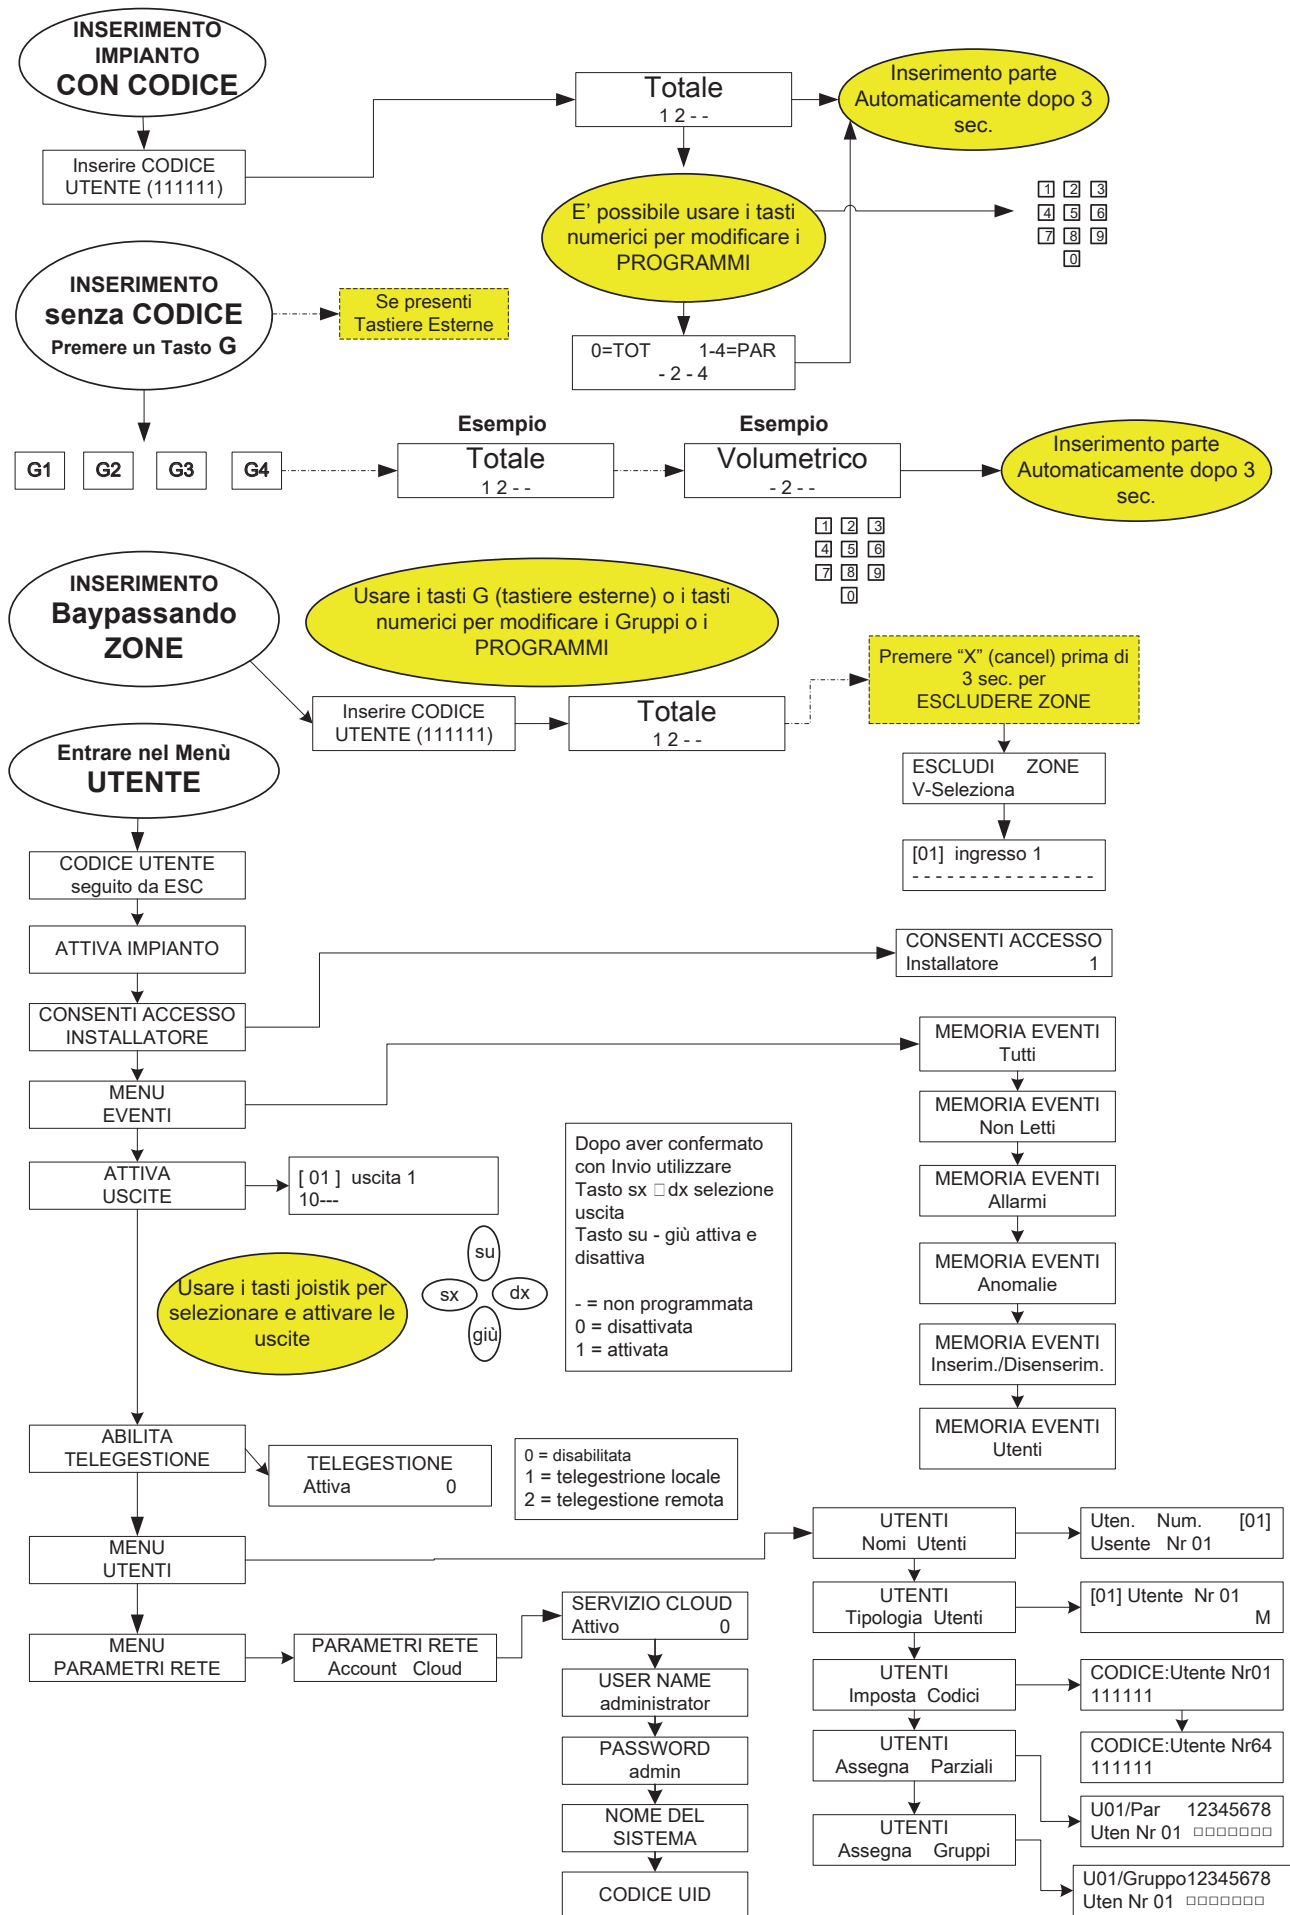 INSERIMENTO
IMPIANTO
CON CODICE
Inserire CODICE
UTENTE (111111)
Totale
1 2 - -
Inserimento parte
Automaticamente dopo 3
sec.
E' possibile usare i tasti
numerici per modificare i
PROGRAMMI
1 2 3
4 5 6
7 8 9
0
0=TOT 1-4=PAR
- 2 - 4
INSERIMENTO
senza CODICE
Premere un Tasto G
Se presenti
Tastiere Esterne
G1 G2 G3 G4
Esempio
Totale
1 2 - -
Esempio
Volumetrico
- 2 - -
Inserimento parte
Automaticamente dopo 3
sec.
1 2 3
4 5 6
7 8 9
0
INSERIMENTO
Baypassando
ZONE
Usare i tasti G (tastiere esterne) o i tasti
numerici per modificare i Gruppi o i
PROGRAMMI
Inserire CODICE
UTENTE (111111)
Totale
1 2 - -
Premere “X” (cancel) prima di
3 sec. per
ESCLUDERE ZONE
ESCLUDI ZONE
V-Seleziona
[01] ingresso 1
- - - - - - - - - - - - - - - -
Entrare nel Menù
UTENTE
CODICE UTENTE
seguito da ESC
ATTIVA IMPIANTO
CONSENTI ACCESSO
INSTALLATORE
CONSENTI ACCESSO
Installatore 1
MENU
EVENTI
MEMORIA EVENTI
Tutti
MEMORIA EVENTI
Non Letti
MEMORIA EVENTI
Allarmi
MEMORIA EVENTI
Anomalie
MEMORIA EVENTI
Inserim./Disenserim.
MEMORIA EVENTI
Utenti
ATTIVA
USCITE
[ 01 ] uscita 1
10---
Usare i tasti joistik per
selezionare e attivare le
uscite
su
sx
dx
giù
Dopo aver confermato
con Invio utilizzare
Tasto sx □ dx selezione
uscita
Tasto su - giù attiva e
disattiva
- = non programmata
0 = disattivata
1 = attivata
ABILITA
TELEGESTIONE
TELEGESTIONE
Attiva 0
0 = disabilitata
1 = telegestrione locale
2 = telegestione remota
MENU
UTENTI
UTENTI
Nomi Utenti
Uten. Num. [01]
Usente Nr 01
UTENTI
Tipologia Utenti
[01] Utente Nr 01
M
UTENTI
Imposta Codici
CODICE:Utente Nr01
111111
CODICE:Utente Nr64
111111
UTENTI
Assegna Parziali
U01/Par 12345678
Uten Nr 01 □□□□□□□
UTENTI
Assegna Gruppi
U01/Gruppo12345678
Uten Nr 01 □□□□□□□
MENU
PARAMETRI RETE
PARAMETRI RETE
Account Cloud
SERVIZIO CLOUD
Attivo 0
USER NAME
administrator
PASSWORD
admin
NOME DEL
SISTEMA
CODICE UID